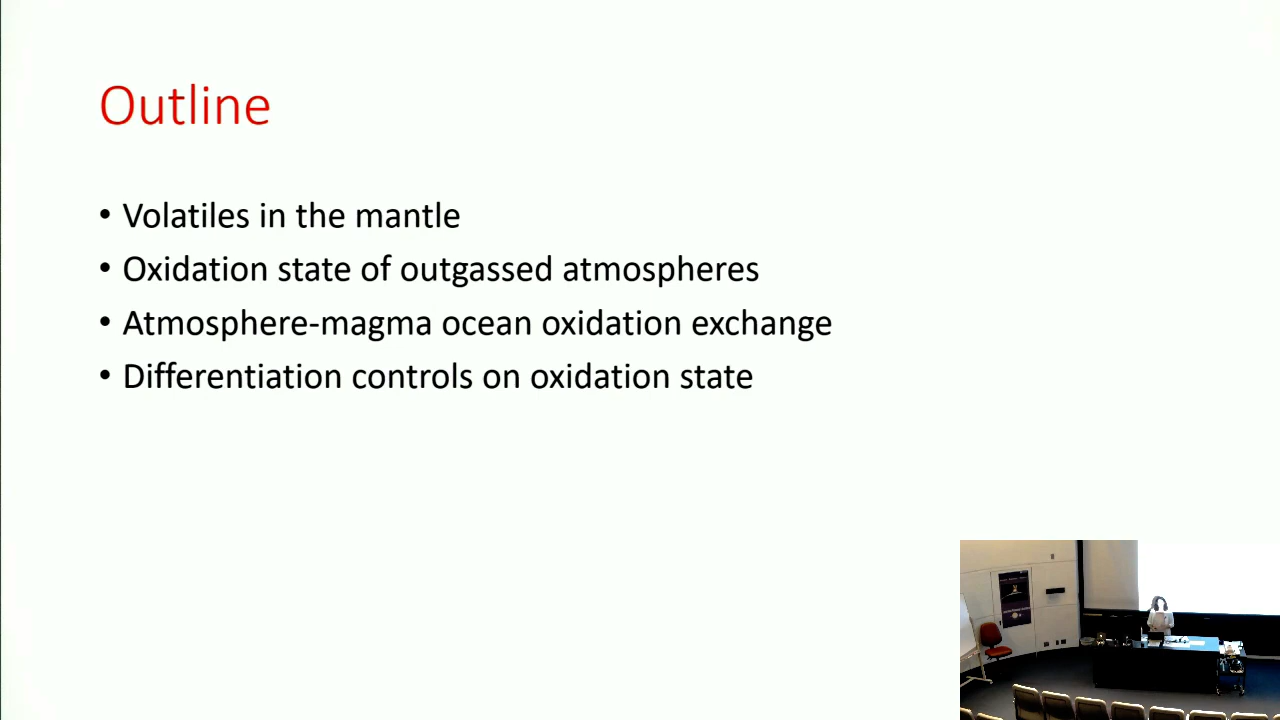 Outline
• Volatiles in the mantle
• Oxidation state of outgassed atmospheres
• Atmosphere-magma ocean oxidation exchange
• Differentiation controls on oxidation state